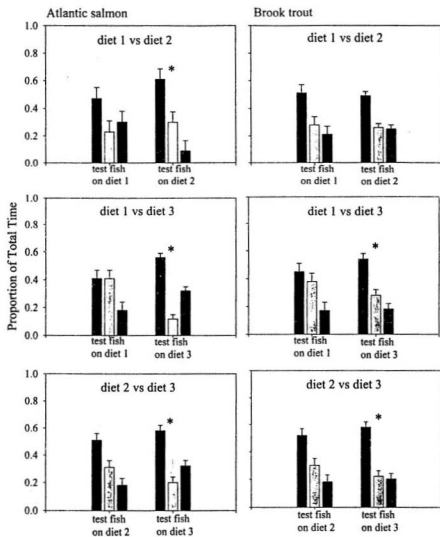 Atlantic salmon
Brook trout
Proportion of Total Time
diet 1 vs diet 2
1.0
0.8
0.6
0.4
0.2
0.0
*
test fish
on diet 1
test fish
on diet 2
diet 1 vs diet 2
test fish
on diet 1
test fish
on diet 2
diet 1 vs diet 3
0.6
0.4
0.2
0.0
*
test fish
on diet 1
test fish
on diet 3
diet 1 vs diet 3
*
test fish
on diet 1
test fish
on diet 3
diet 2 vs diet 3
0.8
0.6
0.4
0.2
0.0
*
test fish
on diet 2
test fish
on diet 3
diet 2 vs diet 3
*
test fish
on diet 2
test fish
on diet 3